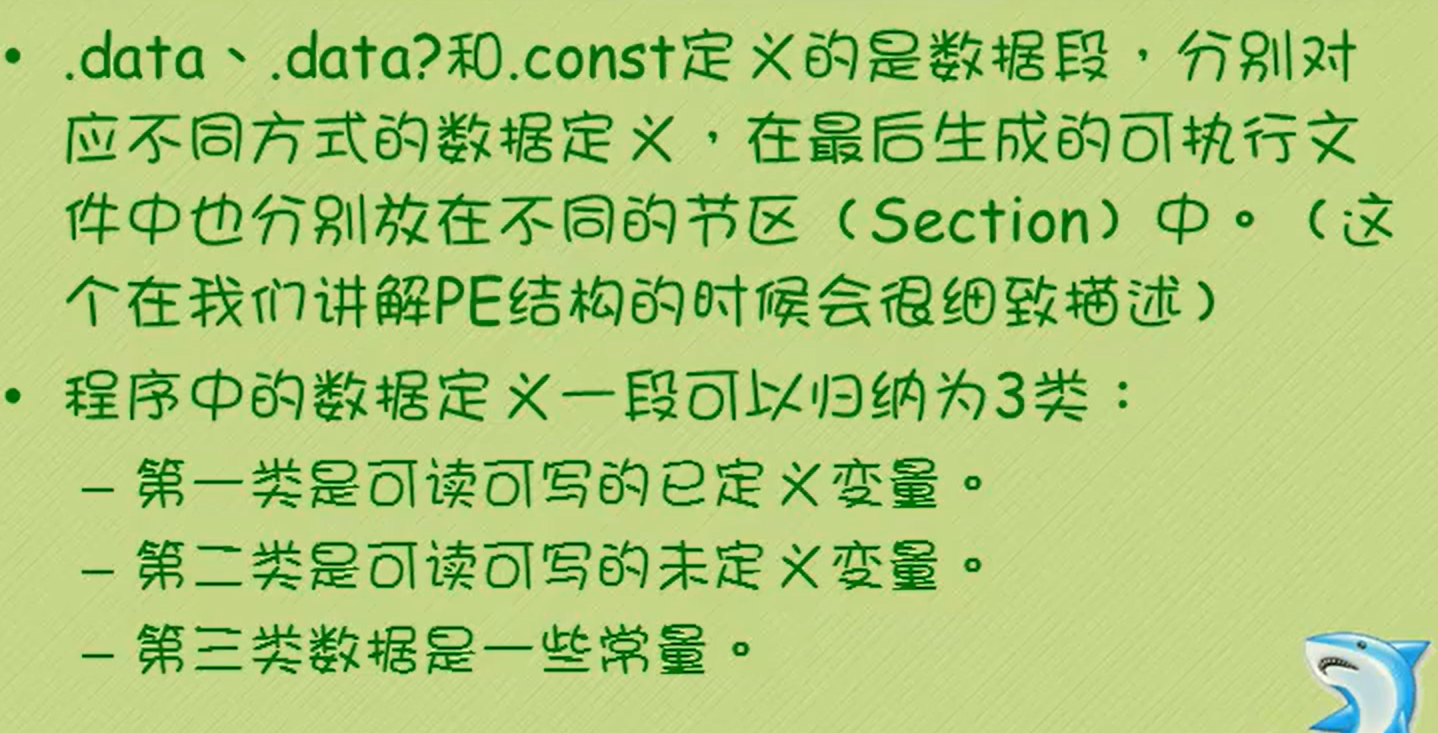 • .data、.data?和.const定义的是数据段，分别对
应不同方式的数据定义，在最后生成的可执行文
件中也分别放在不同的节区（Section）中。（这
个在我们讲解PE结构的时候会很细致描述）
• 程序中的数据定义一段可以归纳为3类：
– 第一类是可读可写的已定义变量。
– 第二类是可读可写的未定义变量。
– 第三类数据是一些常量。